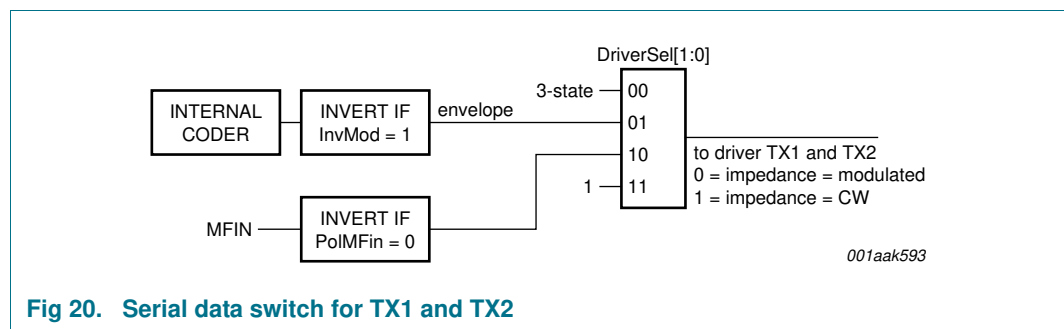 DriverSel[1:0]
3-state
00
INTERNAL
CODER
INVERT IF
InvMod = 1
envelope
01
10
1
11
to driver TX1 and TX2
0 = impedance = modulated
1 = impedance = CW
MFIN
INVERT IF
PolMFin = 0
001aak593
Fig 20. Serial data switch for TX1 and TX2